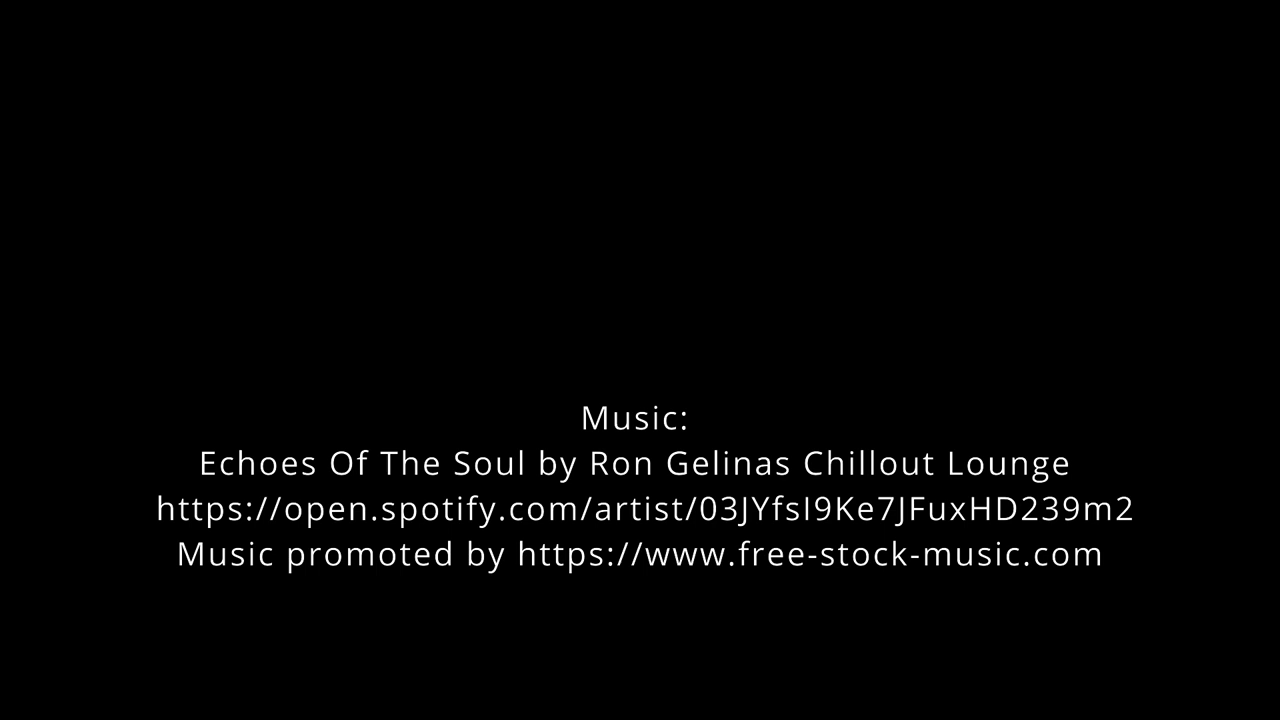 Music:
Echoes Of The Soul by Ron Gelinas Chillout Lounge
https://open.spotify.com/artist/03JYfsI9Ke7JFuxHD239m2
Music promoted by https://www.free-stock-music.com